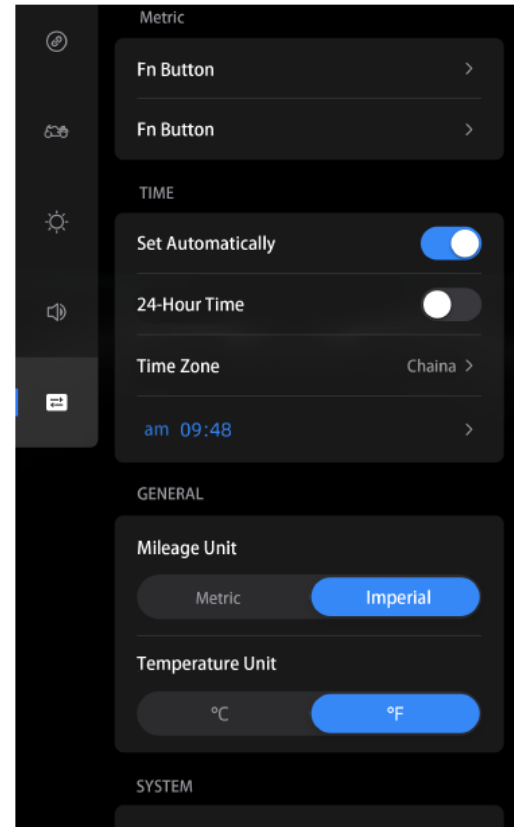 Metric
Fn Button
Fn Button
TIME
Set Automatically
24-Hour Time
Time Zone Chaina
am 09:48
GENERAL
Mileage Unit
Metric Imperial
Temperature Unit
°C °F
SYSTEM